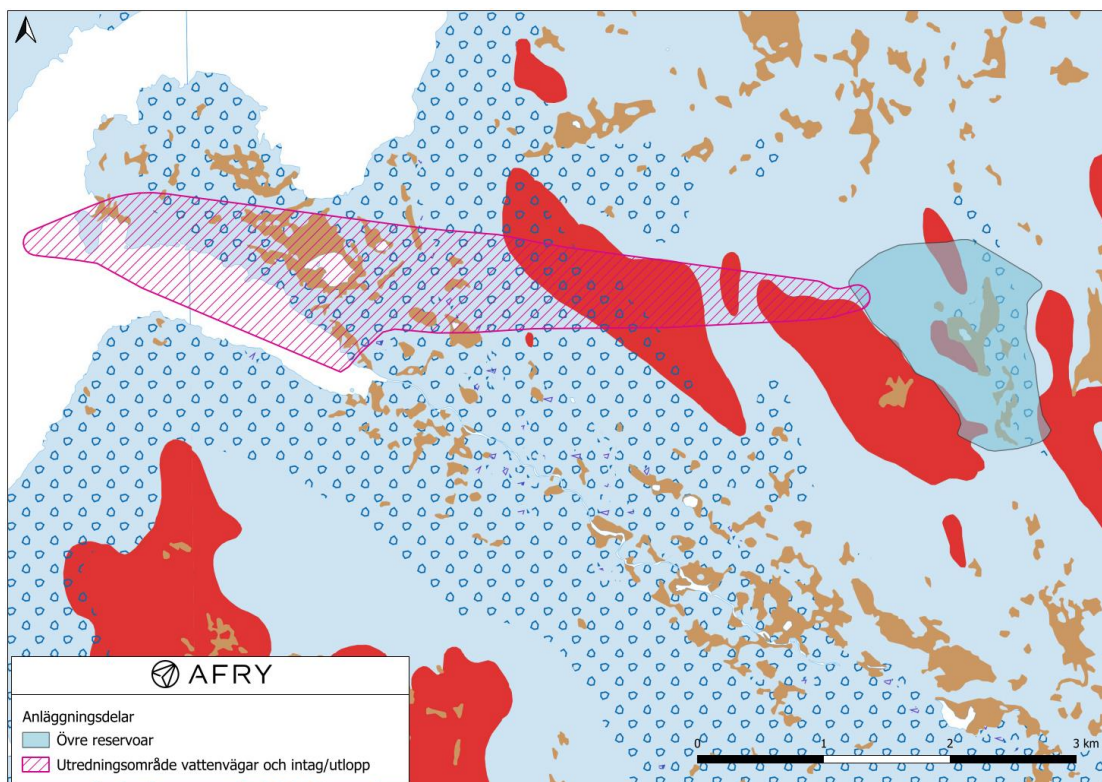 AFRY
Anläggningsdelar
Övre reservoar
Utredningsområde vattenvägar och intag/utlopp
0 1 2 3 km